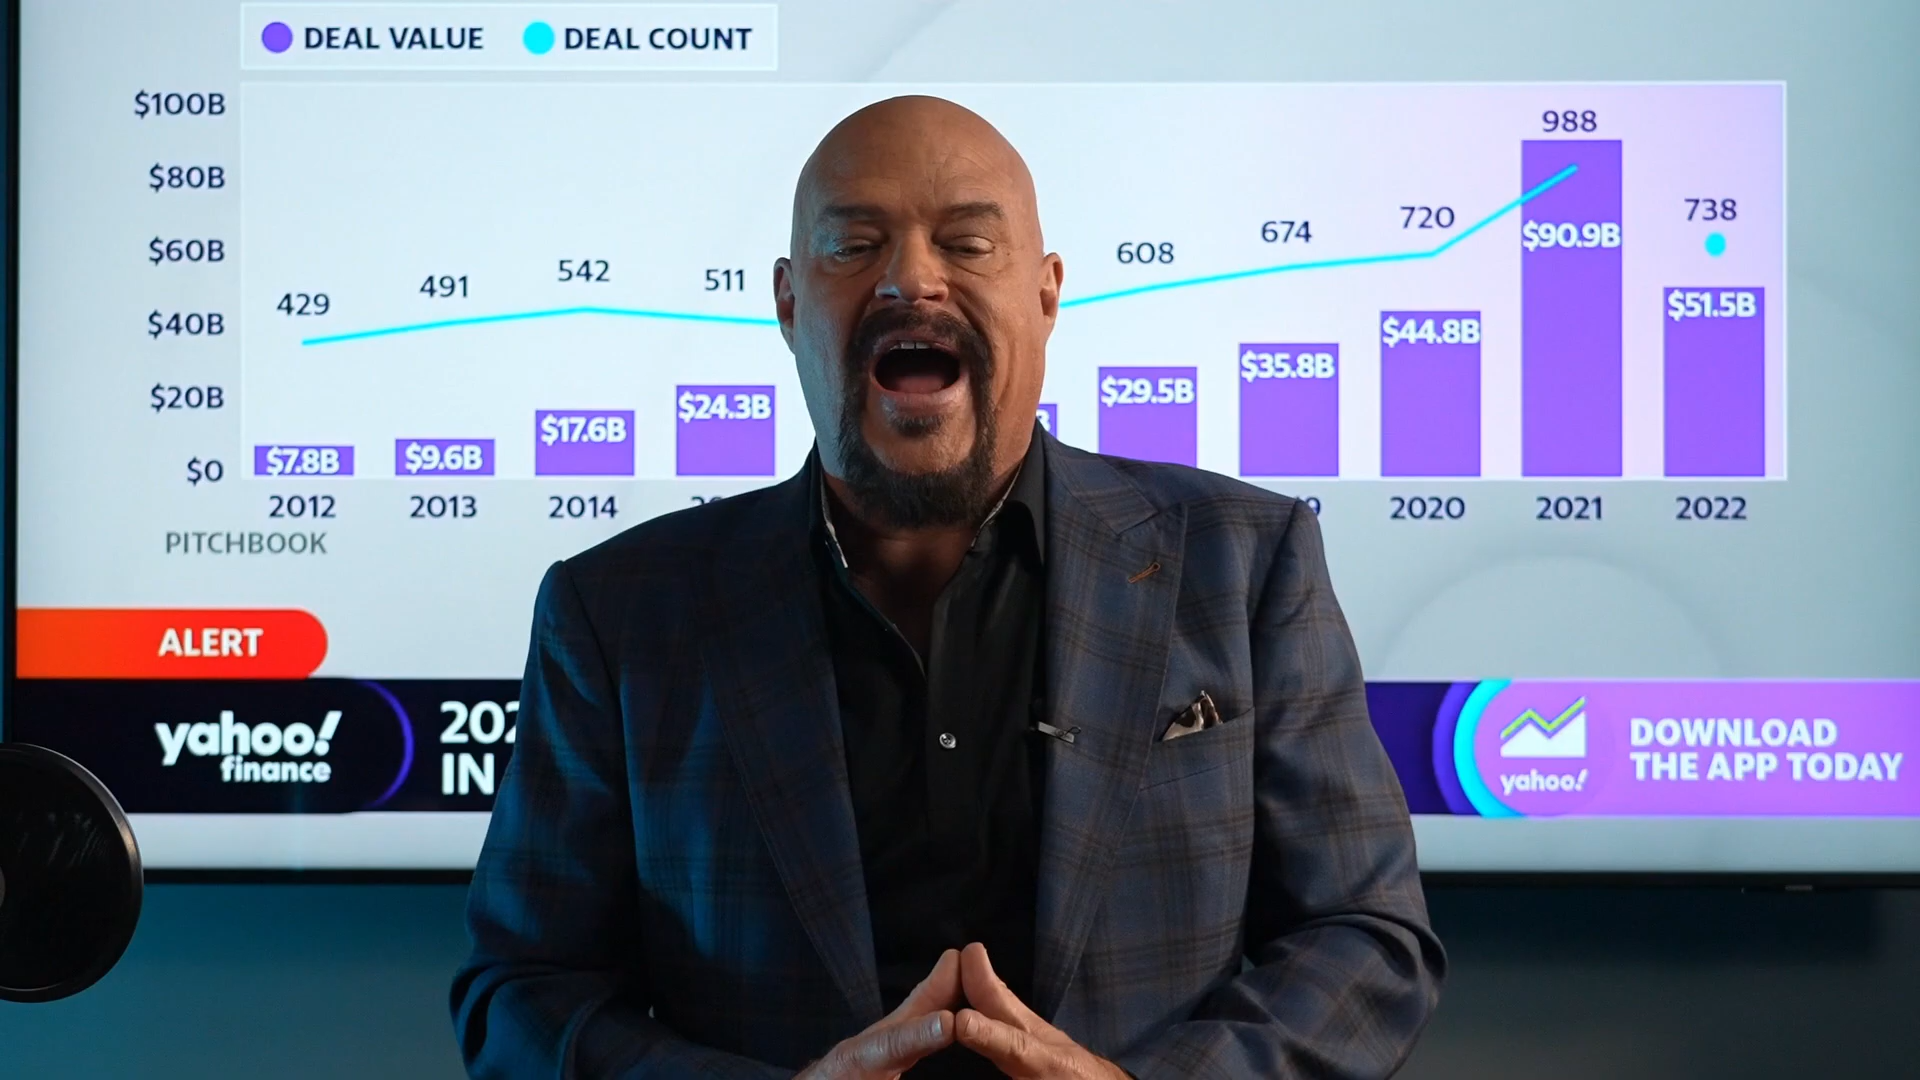 DEAL VALUE DEAL COUNT
$100B
$80B
$60B
$40B
$20B
$0
429 491 542 511 608 674 720 988 738
$7.8B $9.6B $17.6B $24.3B $29.5B $35.8B $44.8B $90.9B $51.5B
2012 2013 2014 2020 2021 2022
PITCHBOOK
ALERT
yahoo!
finance
IN
yahoo!
DOWNLOAD
THE APP TODAY